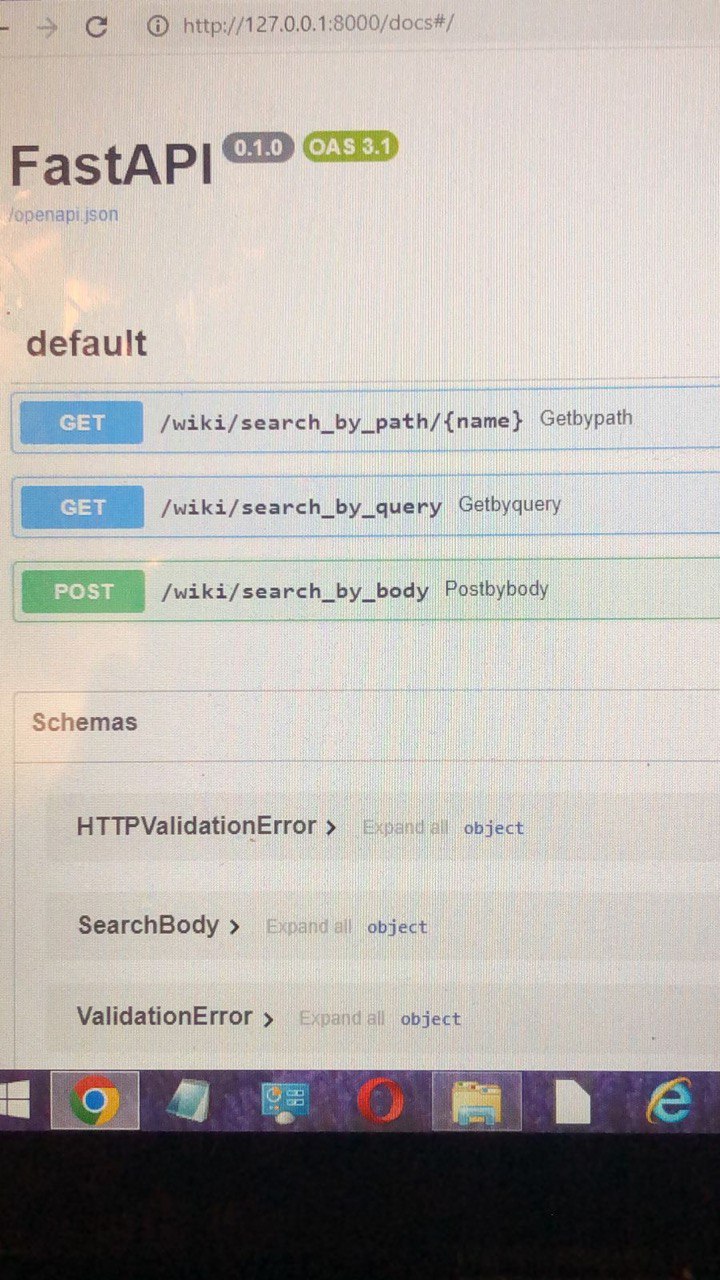 http://127.0.0.1:8000/docs#/
FastAPI 0.1.0 OAS 3.1
/openapi.json
default
GET /wiki/search_by_path/{name} Getbypath
GET /wiki/search_by_query Getbyquery
POST /wiki/search_by_body Postbybody
Schemas
HTTPValidationError > Expand all object
SearchBody > Expand all object
ValidationError > Expand all object